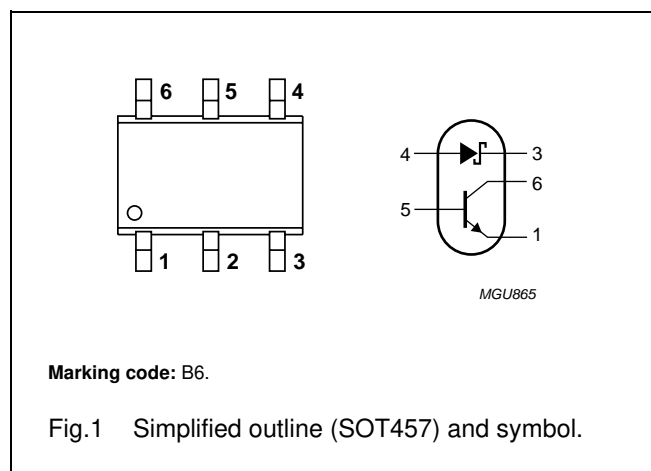 6 5 4
1 2 3
4 3
6
5
1
MGU865
Marking code: B6.
Fig.1 Simplified outline (SOT457) and symbol.